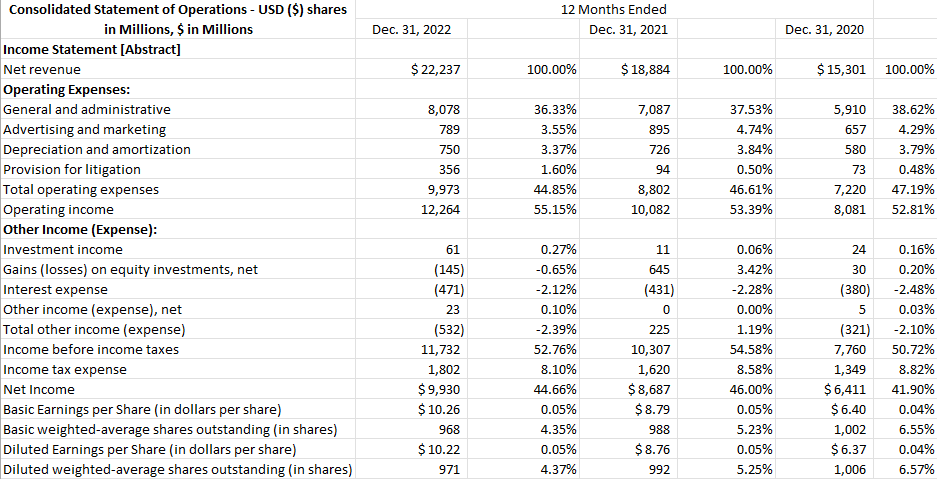 Consolidated Statement of Operations - USD ($) shares in Millions, $ in Millions 12 Months Ended
Dec. 31, 2022 Dec. 31, 2021 Dec. 31, 2020
Income Statement [Abstract]
Net revenue $ 22,237 100.00% $ 18,884 100.00% $ 15,301 100.00%
Operating Expenses:
General and administrative 8,078 36.33% 7,087 37.53% 5,910 38.62%
Advertising and marketing 789 3.55% 895 4.74% 657 4.29%
Depreciation and amortization 750 3.37% 726 3.84% 580 3.79%
Provision for litigation 356 1.60% 94 0.50% 73 0.48%
Total operating expenses 9,973 44.85% 8,802 46.61% 7,220 47.19%
Operating income 12,264 55.15% 10,082 53.39% 8,081 52.81%
Other Income (Expense):
Investment income 61 0.27% 11 0.06% 24 0.16%
Gains (losses) on equity investments, net (145) -0.65% 645 3.42% 30 0.20%
Interest expense (471) -2.12% (431) -2.28% (380) -2.48%
Other income (expense), net 23 0.10% 0 0.00% 5 0.03%
Total other income (expense) (532) -2.39% 225 1.19% (321) -2.10%
Income before income taxes 11,732 52.76% 10,307 54.58% 7,760 50.72%
Income tax expense 1,802 8.10% 1,620 8.58% 1,349 8.82%
Net Income $ 9,930 44.66% $ 8,687 46.00% $ 6,411 41.90%
Basic Earnings per Share (in dollars per share) $ 10.26 0.05% $ 8.79 0.05% $ 6.40 0.04%
Basic weighted-average shares outstanding (in shares) 968 4.35% 988 5.23% 1,002 6.55%
Diluted Earnings per Share (in dollars per share) $ 10.22 0.05% $ 8.76 0.05% $ 6.37 0.04%
Diluted weighted-average shares outstanding (in shares) 971 4.37% 992 5.25% 1,006 6.57%